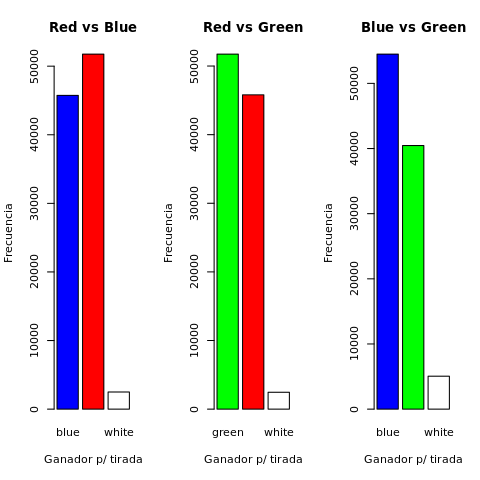 Red vs Blue
Frecuencia
0 10000 20000 30000 40000 50000
blue white
Ganador p/ tirada
Red vs Green
Frecuencia
0 10000 20000 30000 40000 50000
green white
Ganador p/ tirada
Blue vs Green
Frecuencia
0 10000 20000 30000 40000 50000
blue white
Ganador p/ tirada